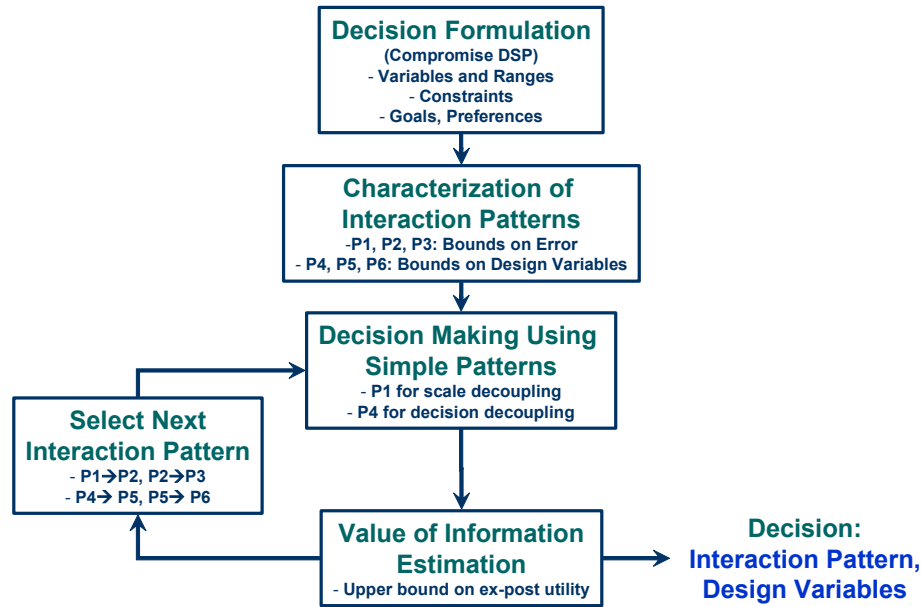 Decision Formulation
(Compromise DSP)
- Variables and Ranges
- Constraints
- Goals, Preferences
Characterization of
Interaction Patterns
-P1, P2, P3: Bounds on Error
- P4, P5, P6: Bounds on Design Variables
Decision Making Using
Simple Patterns
- P1 for scale decoupling
- P4 for decision decoupling
Select Next
Interaction Pattern
- P1→P2, P2→P3
- P4→ P5, P5→ P6
Value of Information
Estimation
- Upper bound on ex-post utility
Decision:
Interaction Pattern,
Design Variables